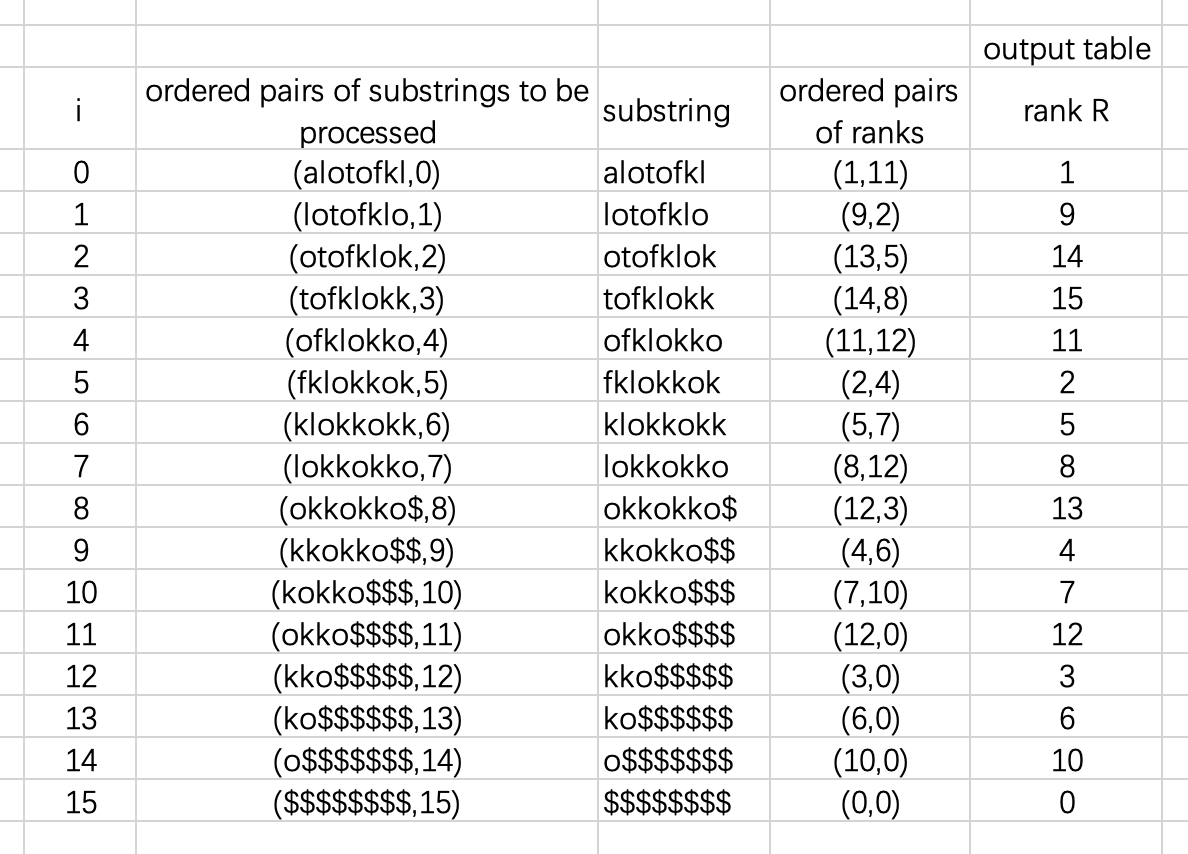 output table
i ordered pairs of substrings to be processed substring ordered pairs of ranks rank R
0 (alotofkl,0) alotofkl (1,11) 1
1 (lotofklo,1) lotofklo (9,2) 9
2 (otofklok,2) otofklok (13,5) 14
3 (tofklokk,3) tofklokk (14,8) 15
4 (ofklokko,4) ofklokko (11,12) 11
5 (fklokkok,5) fklokkok (2,4) 2
6 (klokkokk,6) klokkokk (5,7) 5
7 (lokkokko,7) lokkokko (8,12) 8
8 (okkokko$,8) okkokko$ (12,3) 13
9 (kkokko$$,9) kkokko$$ (4,6) 4
10 (kokko$$$,10) kokko$$$ (7,10) 7
11 (okko$$$$,11) okko$$$$ (12,0) 12
12 (kko$$$$$,12) kko$$$$$ (3,0) 3
13 (ko$$$$$$,13) ko$$$$$$ (6,0) 6
14 (o$$$$$$$,14) o$$$$$$$ (10,0) 10
15 ($$$$$$$$,15) $$$$$$$$ (0,0) 0